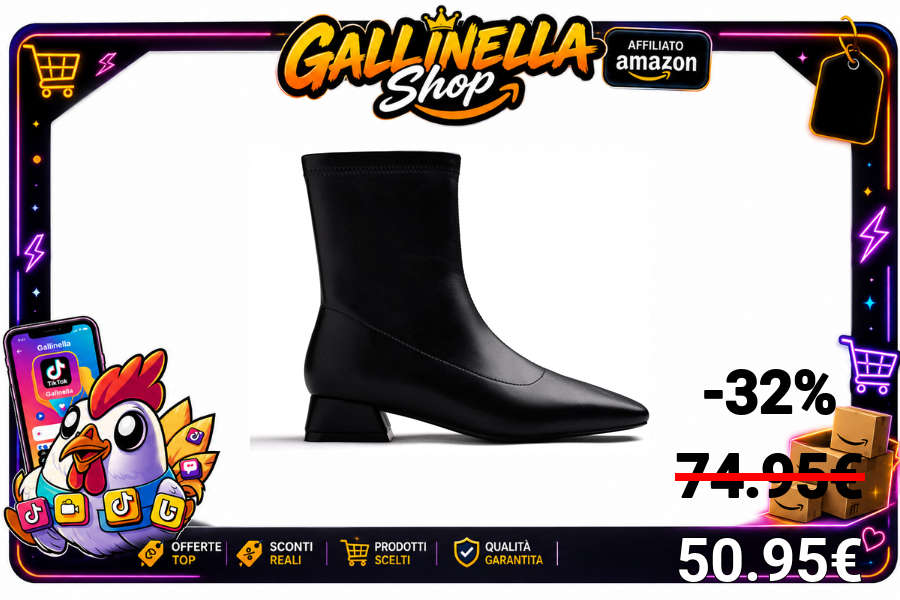 GALLINELLA
Shop
AFFILIATO
amazon
Gallinella
TikTok
Gallinella
-32%
74.95€
50.95€
OFFERTE
TOP
SCONTI
REALI
PRODOTTI
SCELTI
QUALITÀ
GARANTITA